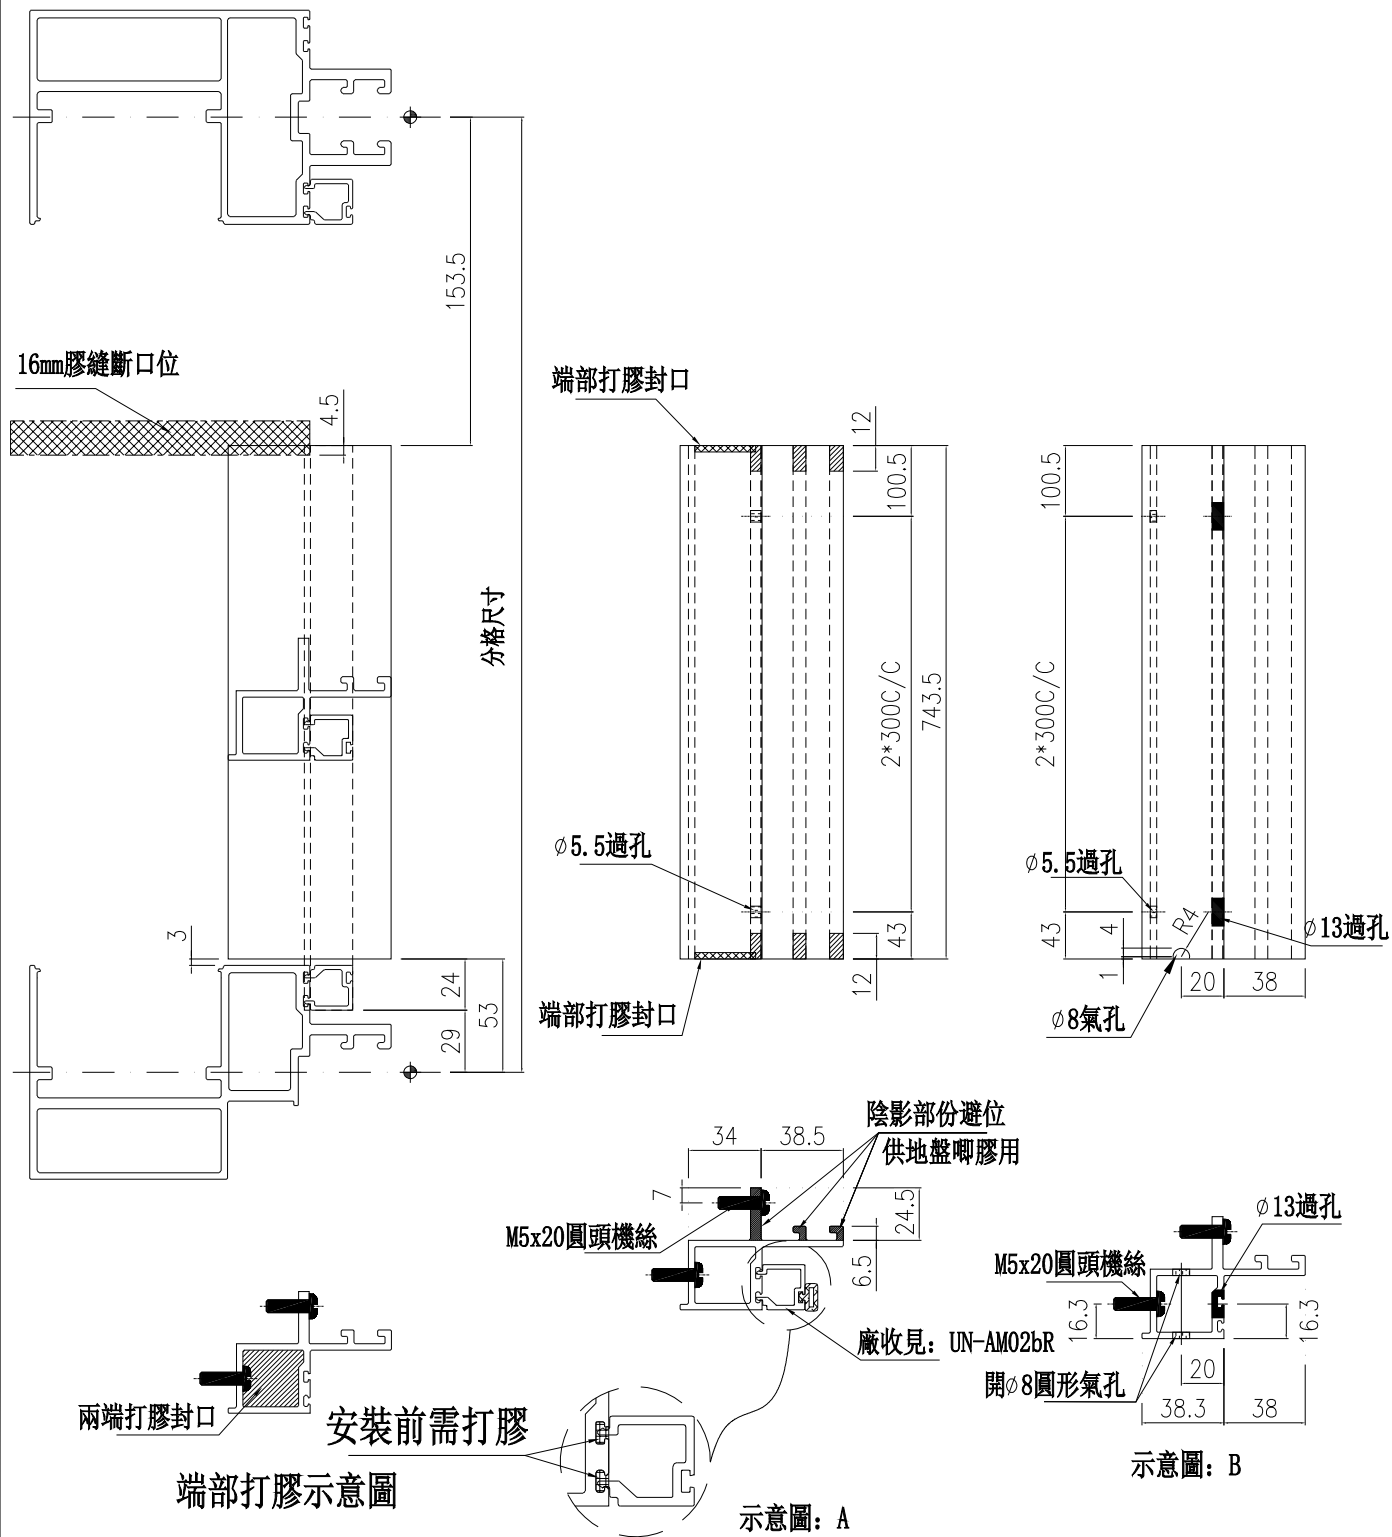 153.5
16mm膠縫斷口位
4.5
分格尺寸
3
24
53
29
端部打膠封口
12
100.5
2*300C/C
743.5
∅5.5過孔
43
12
端部打膠封口
100.5
2*300C/C
∅5.5過孔
43
4
1
R4
∅13過孔
20
38
∅8氣孔
陰影部份避位
供地盤唧膠用
34
38.5
7
24.5
6.5
M5x20圓頭機絲
廠收見: UN-AM02bR
安裝前需打膠
示意圖: A
兩端打膠封口
端部打膠示意圖
∅13過孔
M5x20圓頭機絲
16.3
16.3
開∅8圓形氣孔
20
38.3
38
示意圖: B